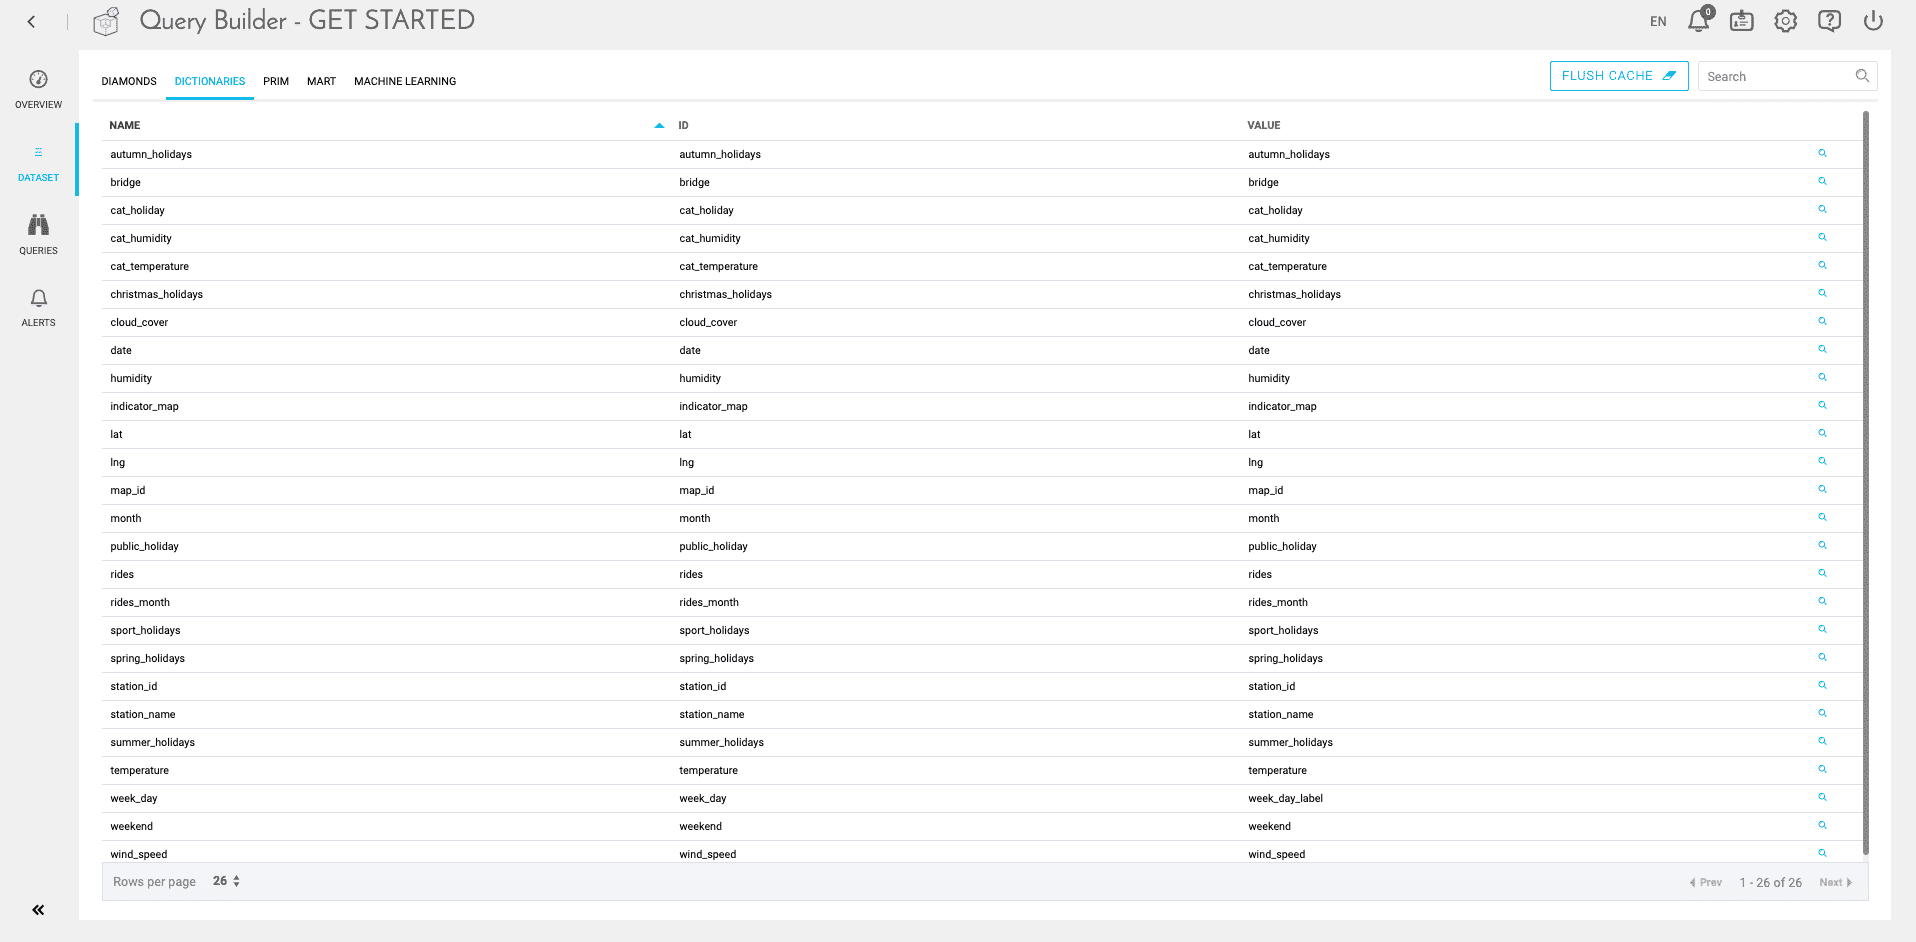 Query Builder - GET STARTED
EN
0
OVERVIEW
DATASET
QUERIES
ALERTS
DIAMONDS DICTIONARIES PRIM MART MACHINE LEARNING
FLUSH CACHE
Search
NAME ID VALUE
autumn_holidays autumn_holidays autumn_holidays
bridge bridge bridge
cat_holiday cat_holiday cat_holiday
cat_humidity cat_humidity cat_humidity
cat_temperature cat_temperature cat_temperature
christmas_holidays christmas_holidays christmas_holidays
cloud_cover cloud_cover cloud_cover
date date date
humidity humidity humidity
indicator_map indicator_map indicator_map
lat lat lat
lng lng lng
map_id map_id map_id
month month month
public_holiday public_holiday public_holiday
rides rides rides
rides_month rides_month rides_month
sport_holidays sport_holidays sport_holidays
spring_holidays spring_holidays spring_holidays
station_id station_id station_id
station_name station_name station_name
summer_holidays summer_holidays summer_holidays
temperature temperature temperature
week_day week_day week_day_label
weekend weekend weekend
wind_speed wind_speed wind_speed
Rows per page 26
Prev 1 - 26 of 26 Next